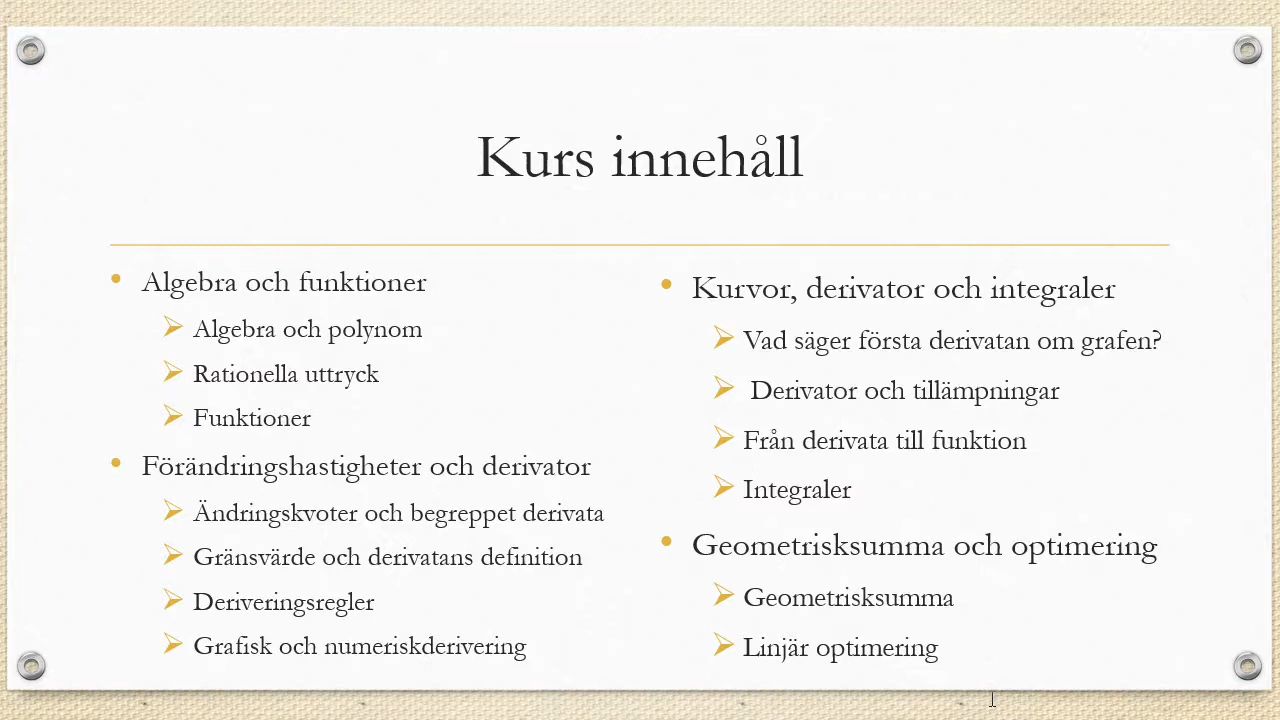 Kurs innehåll
Algebra och funktioner
Algebra och polynom
Rationella uttryck
Funktioner
Förändringshastigheter och derivator
Ändringskvoter och begreppet derivata
Gränsvärde och derivatans definition
Deriveringsregler
Grafisk och numeriskderivering
Kurvor, derivator och integraler
Vad säger första derivatan om grafen?
Derivator och tillämpningar
Från derivata till funktion
Integraler
Geometrisksumma och optimering
Geometrisksumma
Linjär optimering